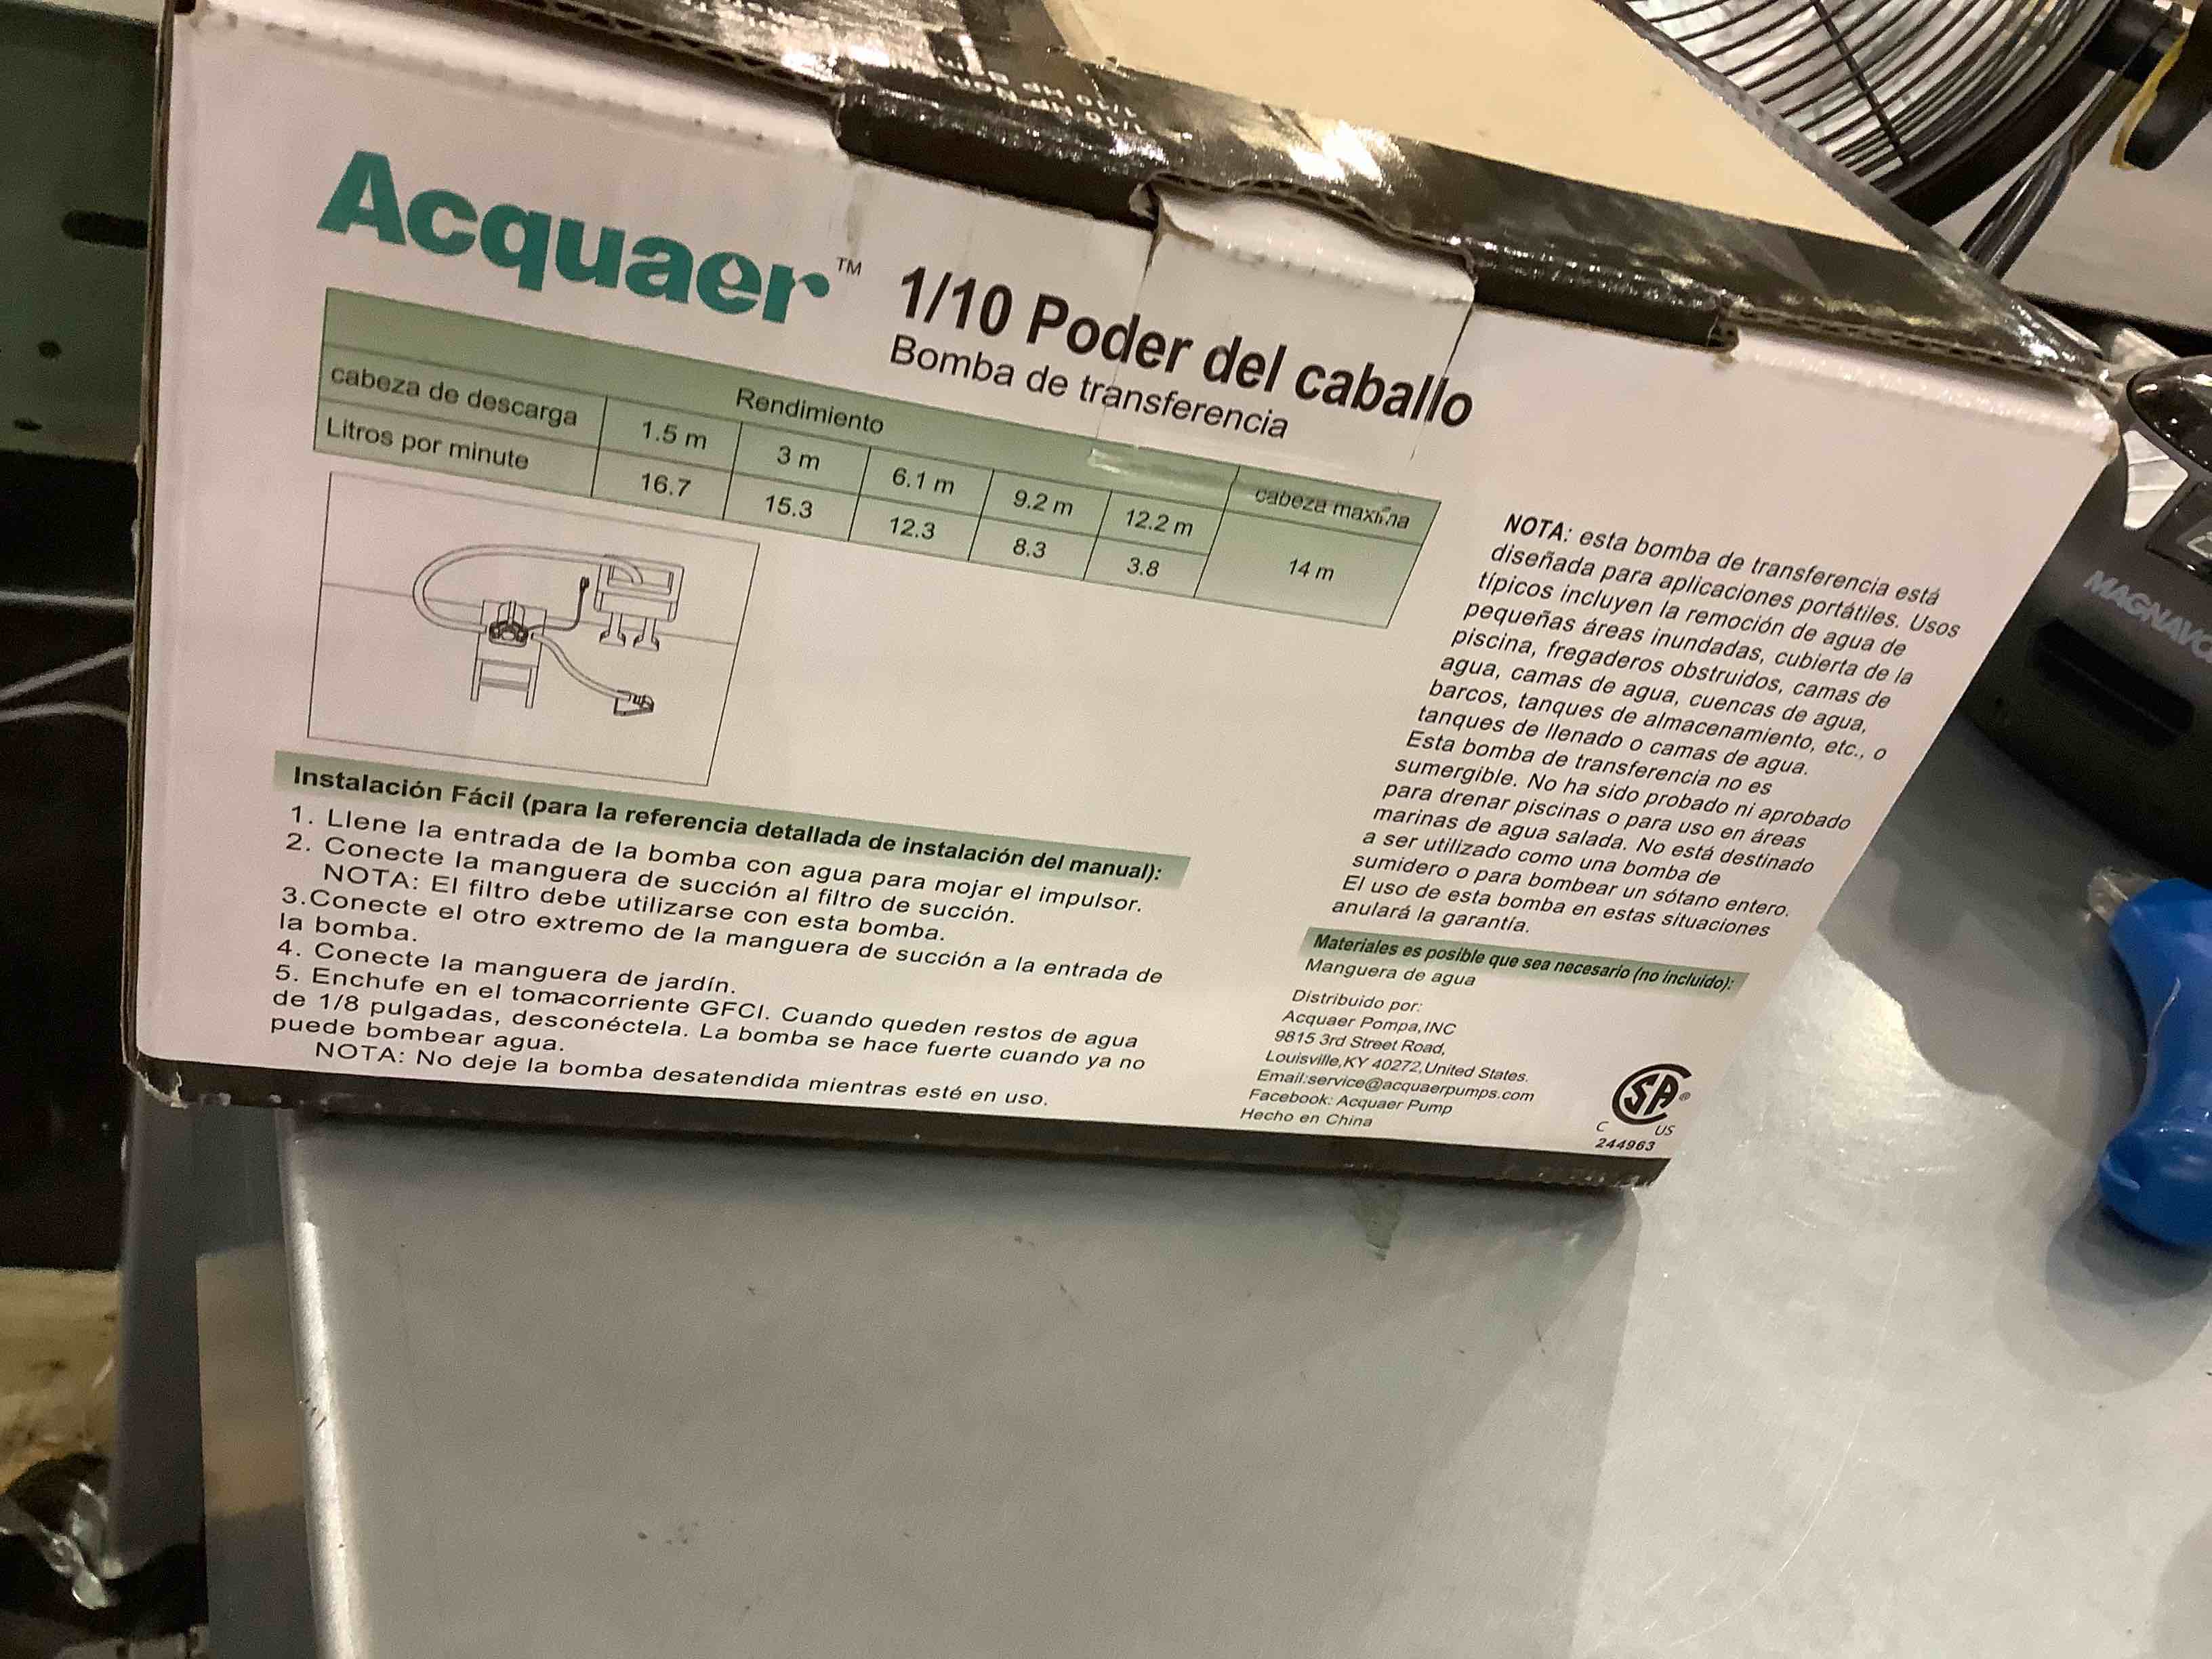 Acquaer™
1/10 Poder del caballo
Bomba de transferencia
Rendimiento
cabeza de descarga 1.5 m 3 m 6.1 m 9.2 m 12.2 m cabeza maxima
Litros por minute 16.7 15.3 12.3 8.3 3.8 14 m
Instalación Fácil (para la referencia detallada de instalación del manual):
1. Llene la entrada de la bomba con agua para mojar el impulsor.
2. Conecte la manguera de succión al filtro de succión.
NOTA: El filtro debe utilizarse con esta bomba.
3.Conecte el otro extremo de la manguera de succión a la entrada de
la bomba.
4. Conecte la manguera de jardín.
5. Enchufe en el tomacorriente GFCI. Cuando queden restos de agua
de 1/8 pulgadas, desconéctela. La bomba se hace fuerte cuando ya no
puede bombear agua.
NOTA: No deje la bomba desatendida mientras esté en uso.
NOTA: esta bomba de transferencia está
diseñada para aplicaciones portátiles. Usos
típicos incluyen la remoción de agua de
pequeñas áreas inundadas, cubierta de la
piscina, fregaderos obstruidos, camas de
agua, camas de agua, cuencas de agua,
barcos, tanques de almacenamiento, etc., o
tanques de llenado o camas de agua.
Esta bomba de transferencia no es
sumergible. No ha sido probado ni aprobado
para drenar piscinas o para uso en áreas
marinas de agua salada. No está destinado
a ser utilizado como una bomba de
sumidero o para bombear un sótano entero.
El uso de esta bomba en estas situaciones
anulará la garantía.
Materiales es posible que sea necesario (no incluido):
Manguera de agua
Distribuido por:
Acquaer Pompa,INC
9815 3rd Street Road,
Louisville,KY 40272,United States.
Email:service@acquaerpumps.com
Facebook: Acquaer Pump
Hecho en China
SA®
C US
244963